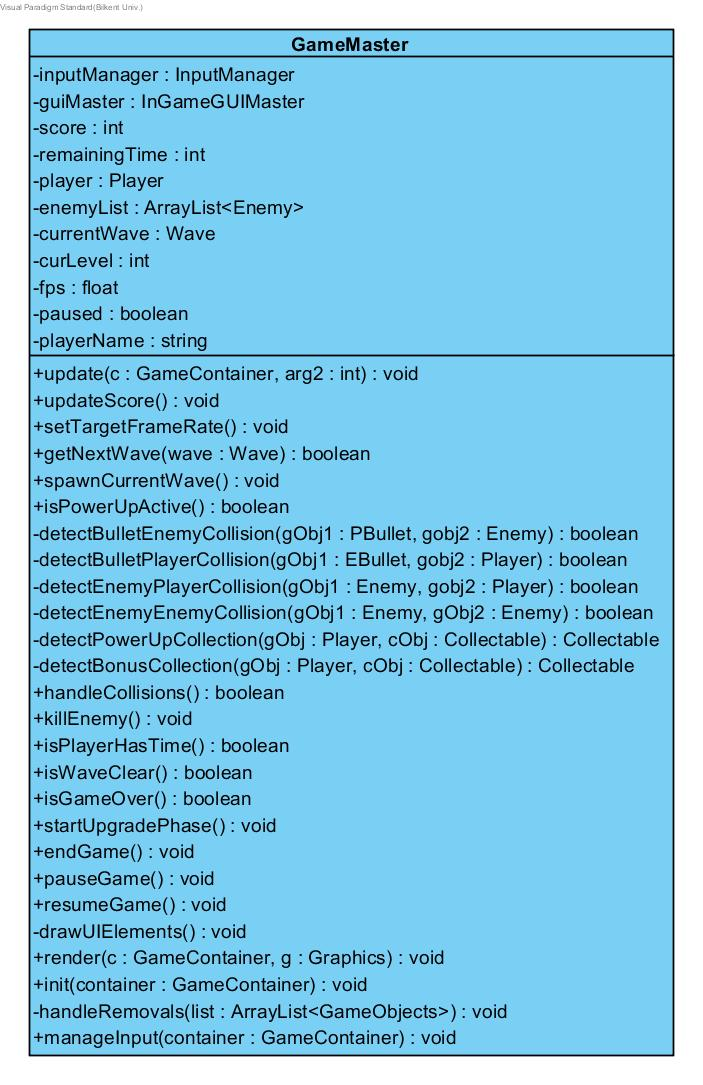 Visual Paradigm Standard(Bilkent Univ.)
GameMaster
-inputManager : InputManager
-guiMaster : InGameGUIMaster
-score : int
-remainingTime : int
-player : Player
-enemyList : ArrayList<Enemy>
-currentWave : Wave
-curLevel : int
-fps : float
-paused : boolean
-playerName : string
+update(c : GameContainer, arg2 : int) : void
+updateScore() : void
+setTargetFrameRate() : void
+getNextWave(wave : Wave) : boolean
+spawnCurrentWave() : void
+isPowerUpActive() : boolean
-detectBulletEnemyCollision(gObj1 : PBullet, gobj2 : Enemy) : boolean
-detectBulletPlayerCollision(gObj1 : EBullet, gobj2 : Player) : boolean
-detectEnemyPlayerCollision(gObj1 : Enemy, gobj2 : Player) : boolean
-detectEnemyEnemyCollision(gObj1 : Enemy, gObj2 : Enemy) : boolean
-detectPowerUpCollection(gObj : Player, cObj : Collectable) : Collectable
-detectBonusCollection(gObj : Player, cObj : Collectable) : Collectable
+handleCollisions() : boolean
+killEnemy() : void
+isPlayerHasTime() : boolean
+isWaveClear() : boolean
+isGameOver() : boolean
+startUpgradePhase() : void
+endGame() : void
+pauseGame() : void
+resumeGame() : void
-drawUIElements() : void
+render(c : GameContainer, g : Graphics) : void
+init(container : GameContainer) : void
-handleRemovals(list : ArrayList<GameObjects>) : void
+manageInput(container : GameContainer) : void